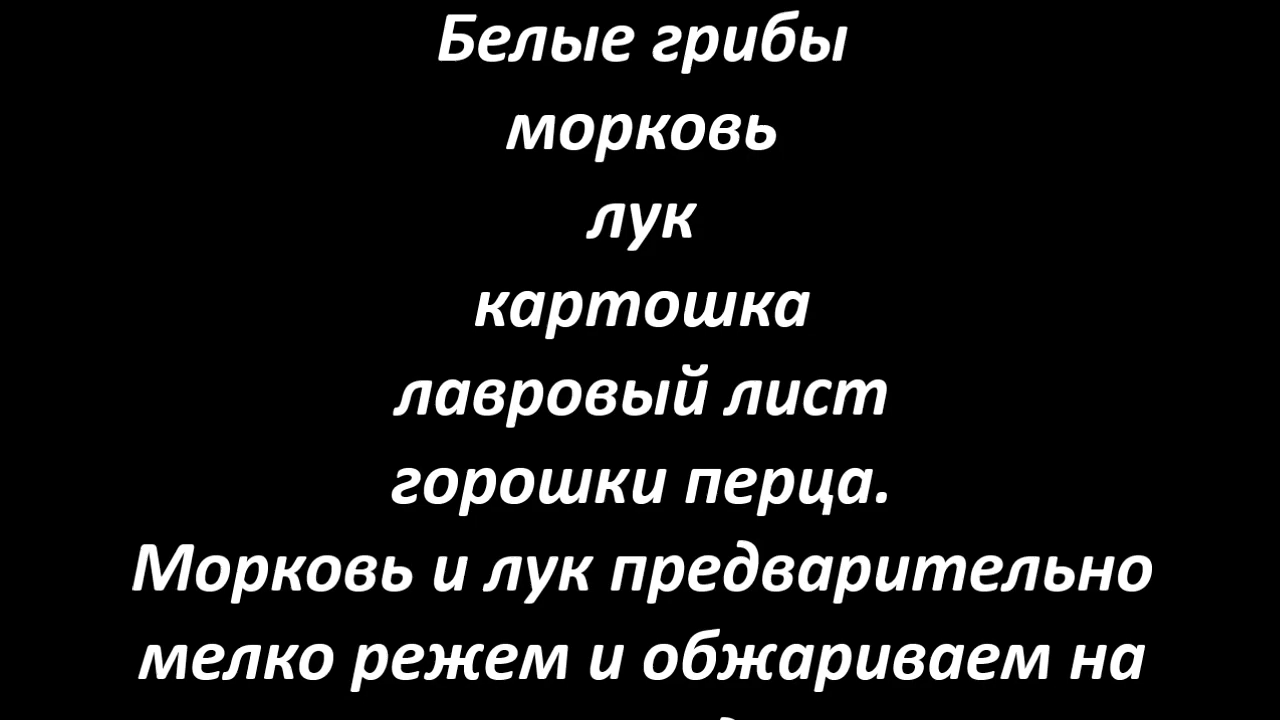 Белые грибы
морковь
лук
картошка
лавровый лист
горошки перца.
Морковь и лук предварительно
мелко режем и обжариваем на